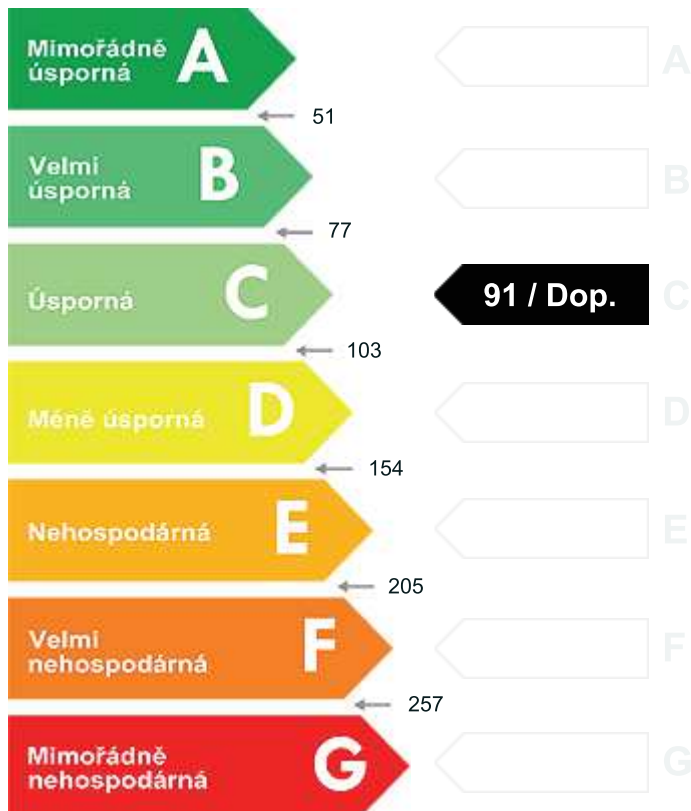 Mimořádně
úsporná
A
A
51
Velmi
úsporná
B
B
77
Úsporná
C
91 / Dop.
C
103
Méně úsporná
D
D
154
Nehospodárná
E
E
205
Velmi
nehospodárná
F
F
257
Mimořádně
nehospodárná
G
G